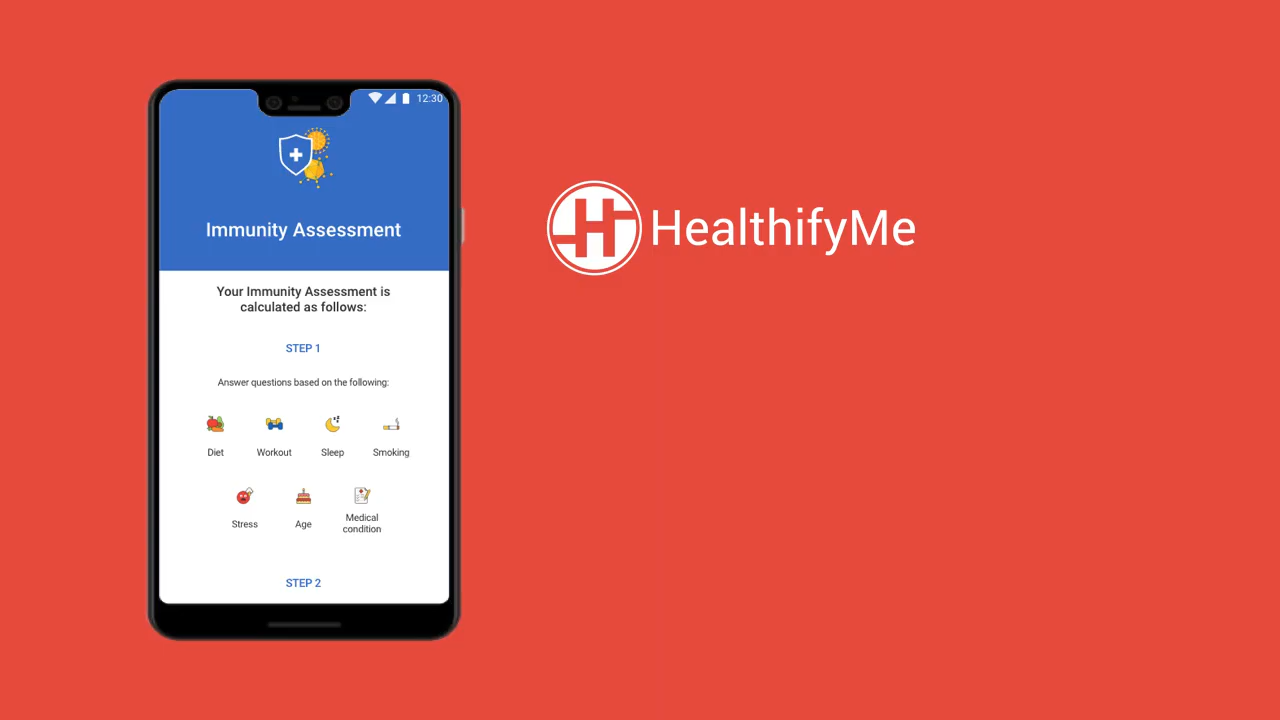 12:30
Immunity Assessment
HealthifyMe
Your Immunity Assessment is
calculated as follows:
STEP 1
Answer questions based on the following:
Diet Workout Sleep Smoking
Stress Age Medical
condition
STEP 2